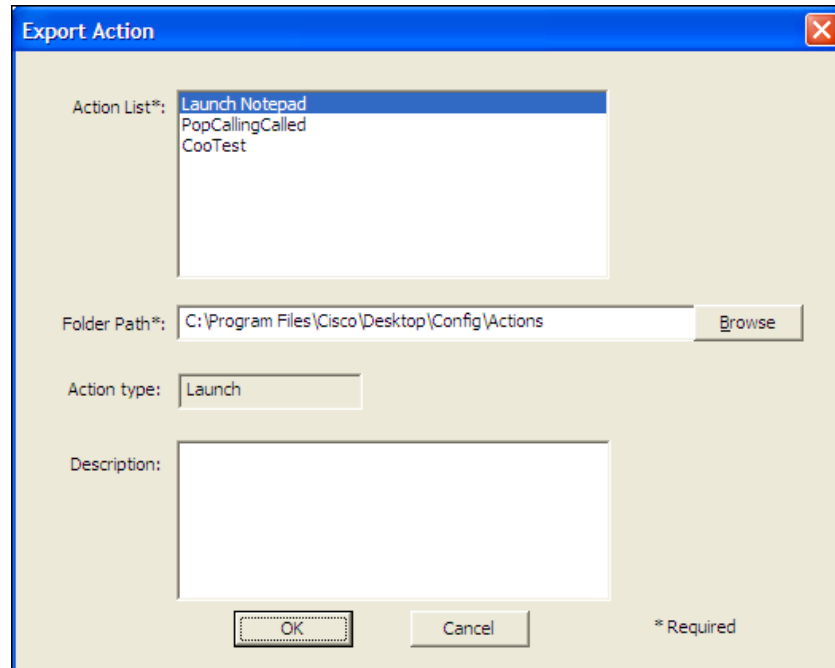 Export Action
Action List*:
Launch Notepad
PopCallingCalled
CooTest
Folder Path*: C:\Program Files\Cisco\Desktop\Config\Actions Browse
Action type: Launch
Description:
OK Cancel * Required